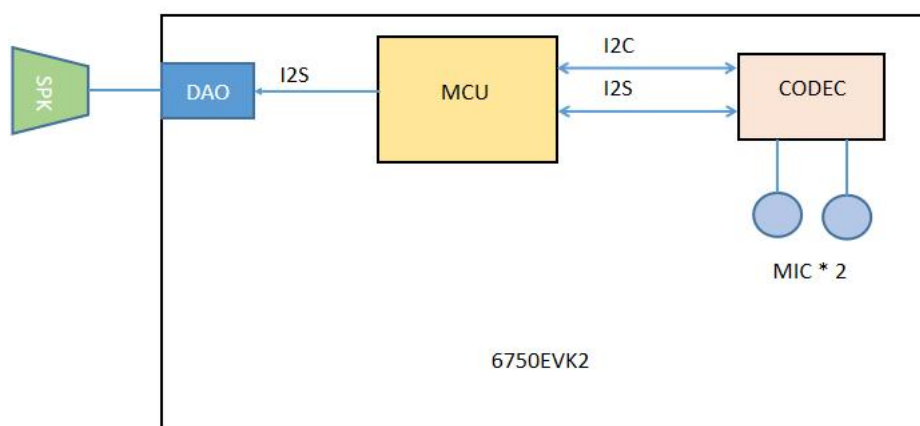 SPK
DAO
I2S
MCU
I2C
I2S
CODEC
MIC * 2
6750EVK2